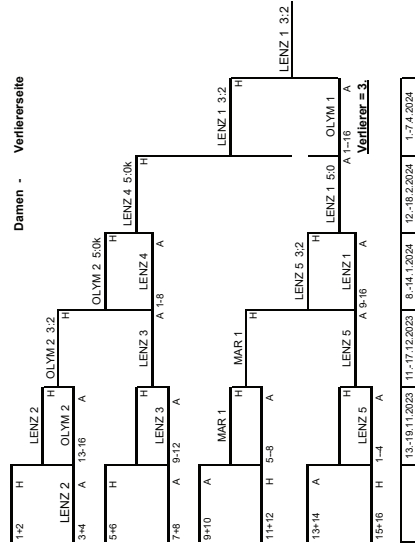 Damen - Verliererseite
LENZ 1 3:2
LENZ 1 3:2
H
LENZ 4 5:0k
H
OLYM 2 5:0k
H
OLYM 2 3:2
H
LENZ 2
H
1+2 H
LENZ 2
3+4 A
OLYM 2
13-16 A
LENZ 4
1-8 A
LENZ 3
A
5+6 H
H
LENZ 3
7+8 A
9-12 A
OLYM 1
A 1–16 A
Verlierer = 3.
LENZ 1 5:0
LENZ 5 3:2
H
MAR 1
H
MAR 1
H
9+10 A
11+12 H
5–8 A
LENZ 1
9-16 A
LENZ 5
A
H
13+14 A
LENZ 5
15+16 H
1–4 A
13.-19.11.2023 11.-17.12.2023 8.-14.1.2024 12.-18.2.2024 1.-7.4.2024